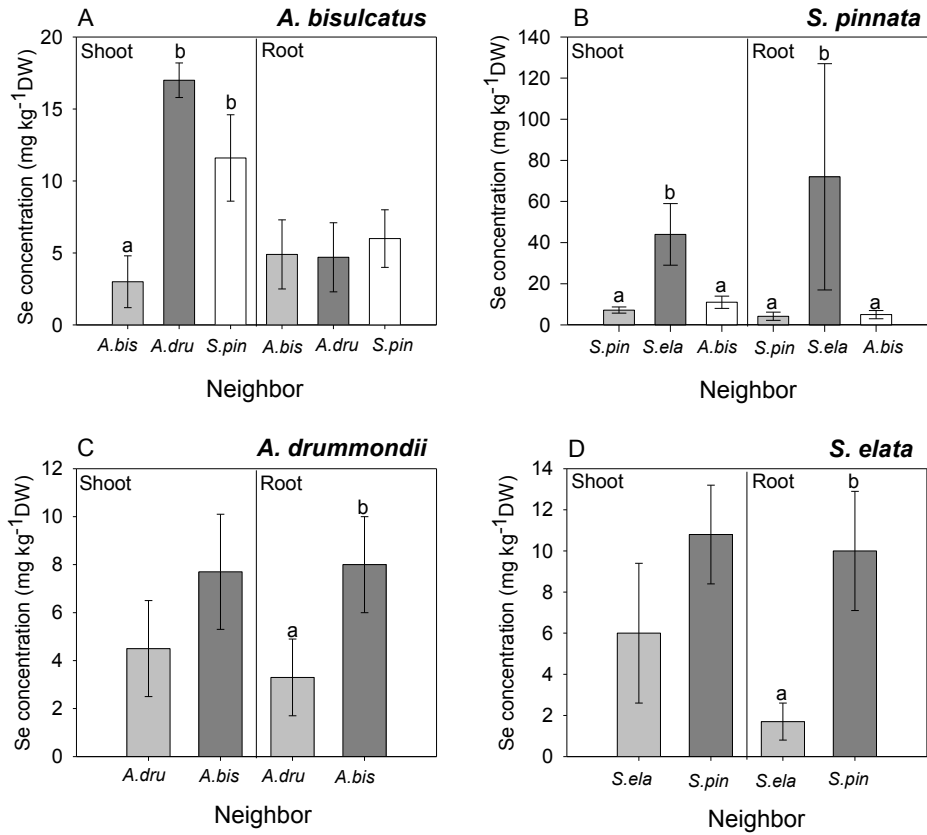 A
A. bisulcatus
Shoot
Root
Se concentration (mg kg⁻¹DW)
20
15
10
5
0
a
b
b
A.bis
A.dru
S.pin
A.bis
A.dru
S.pin
Neighbor
B
S. pinnata
Shoot
Root
Se concentration (mg kg⁻¹DW)
140
120
100
80
60
40
20
0
a
b
a
a
b
a
S.pin
S.ela
A.bis
S.pin
S.ela
A.bis
Neighbor
C
A. drummondii
Shoot
Root
Se concentration (mg kg⁻¹DW)
12
10
8
6
4
2
0
a
b
A.dru
A.bis
A.dru
A.bis
Neighbor
D
S. elata
Shoot
Root
Se concentration (mg kg⁻¹DW)
14
12
10
8
6
4
2
0
a
b
S.ela
S.pin
S.ela
S.pin
Neighbor